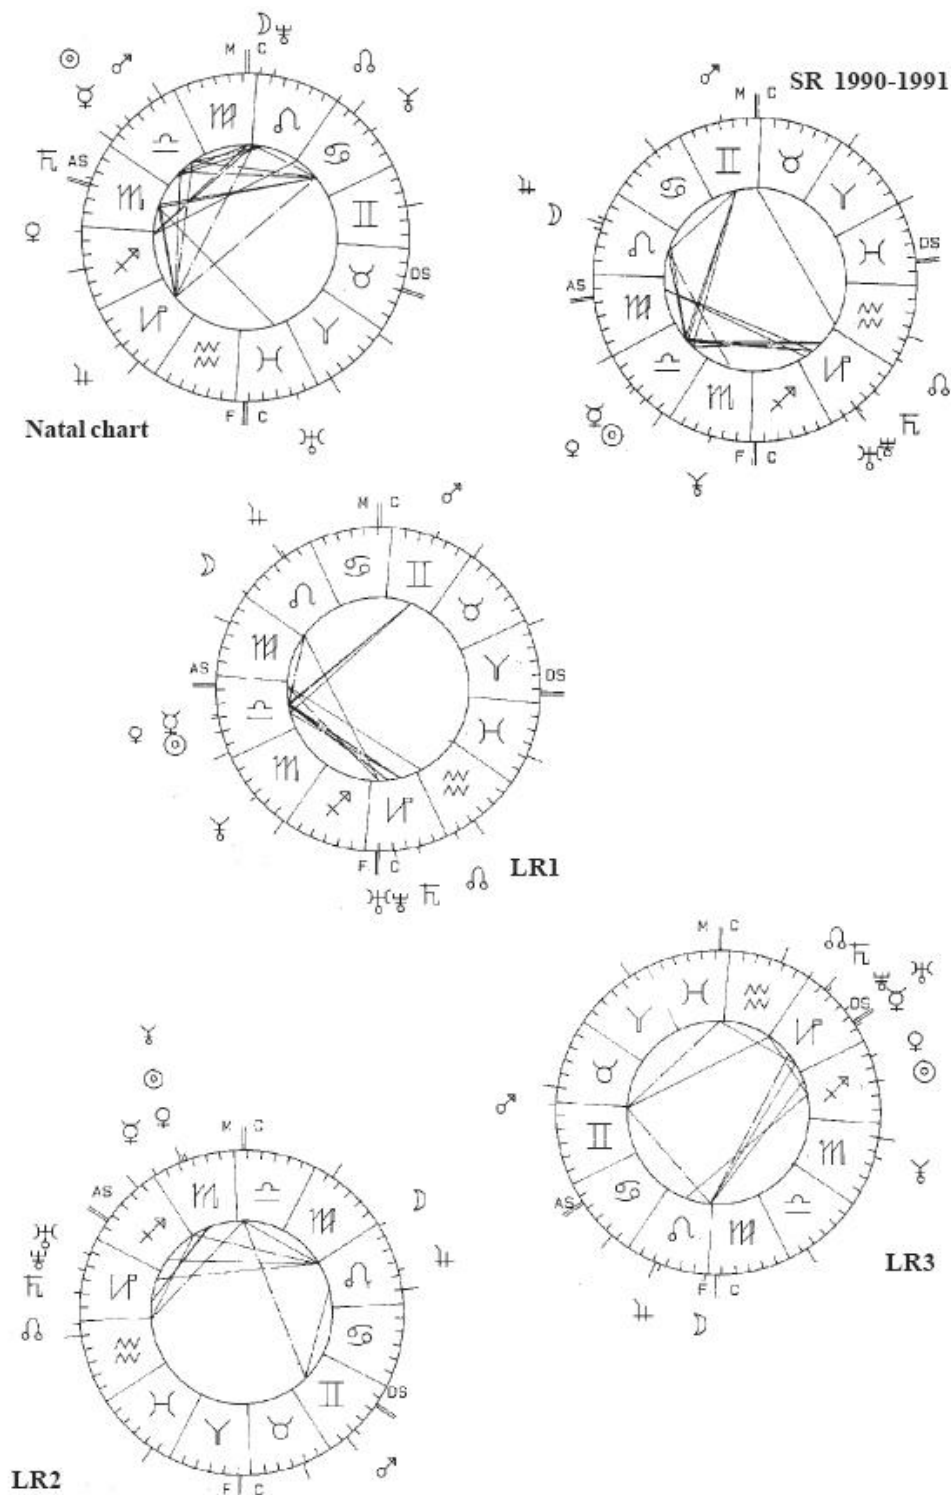 M C
AS
DS
F C
Natal chart
SR 1990-1991
M C
AS
DS
F C
M C
AS
DS
F C
LR1
M C
DS
AS
F C
LR3
M C
AS
DS
F C
LR2